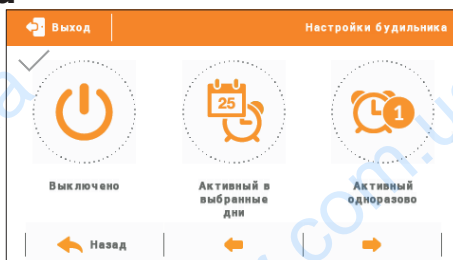 Выход
Настройки будильника
25
1
Выключено
Активный в
выбранные
дни
Активный
одноразово
Назад